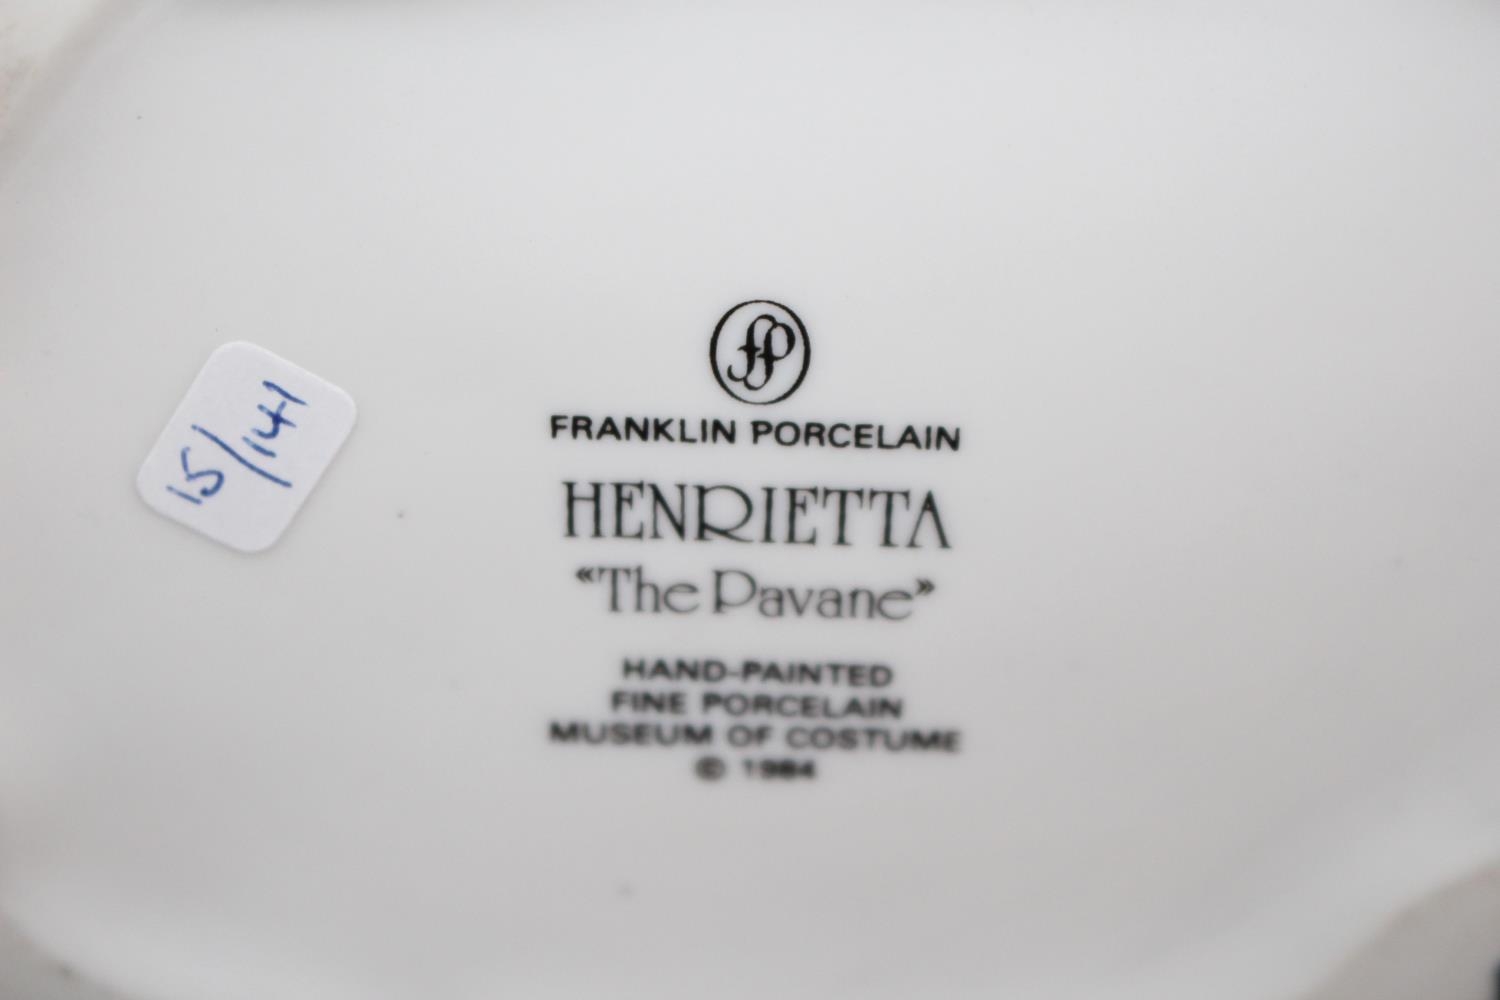 fp
FRANKLIN PORCELAIN
HENRIETTA
«The Pavane»
HAND-PAINTED
FINE PORCELAIN
MUSEUM OF COSTUME
© 1984
15/141